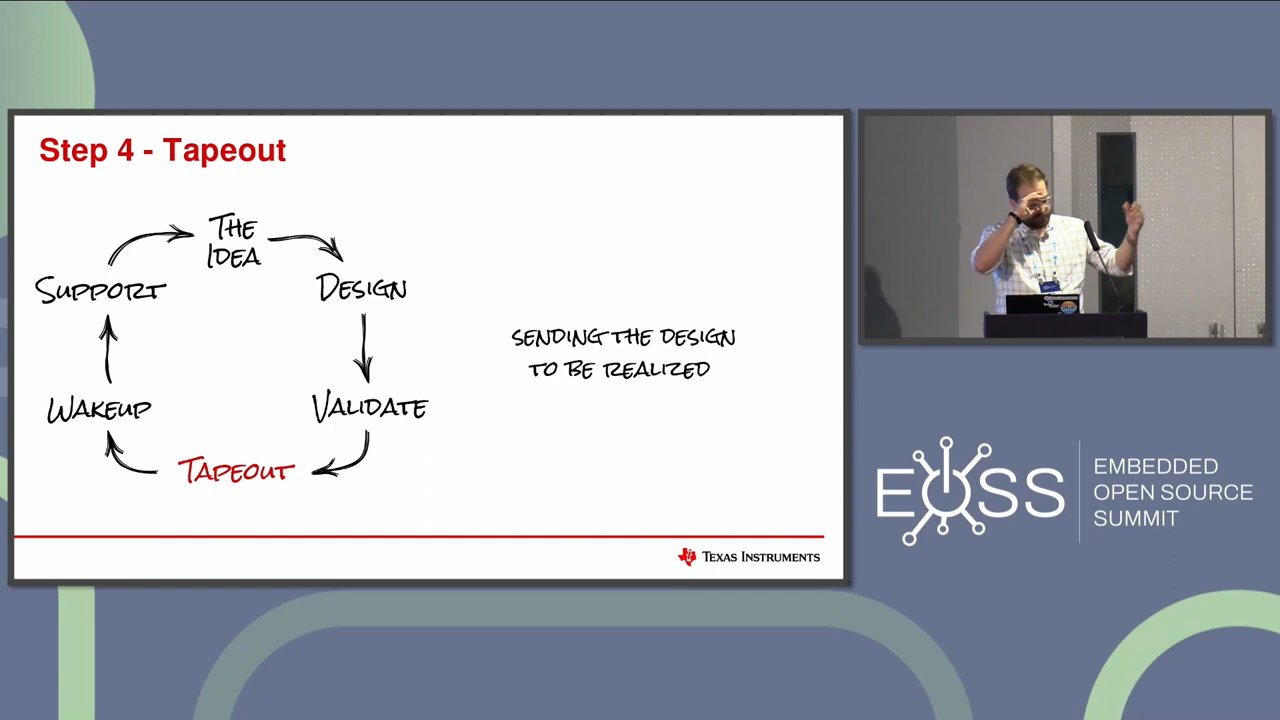 Step 4 - Tapeout
The
Idea
Support
Design
Sending the design
to be realized
Wakeup
Validate
Tapeout
Texas Instruments
EOSS
EMBEDDED
OPEN SOURCE
SUMMIT